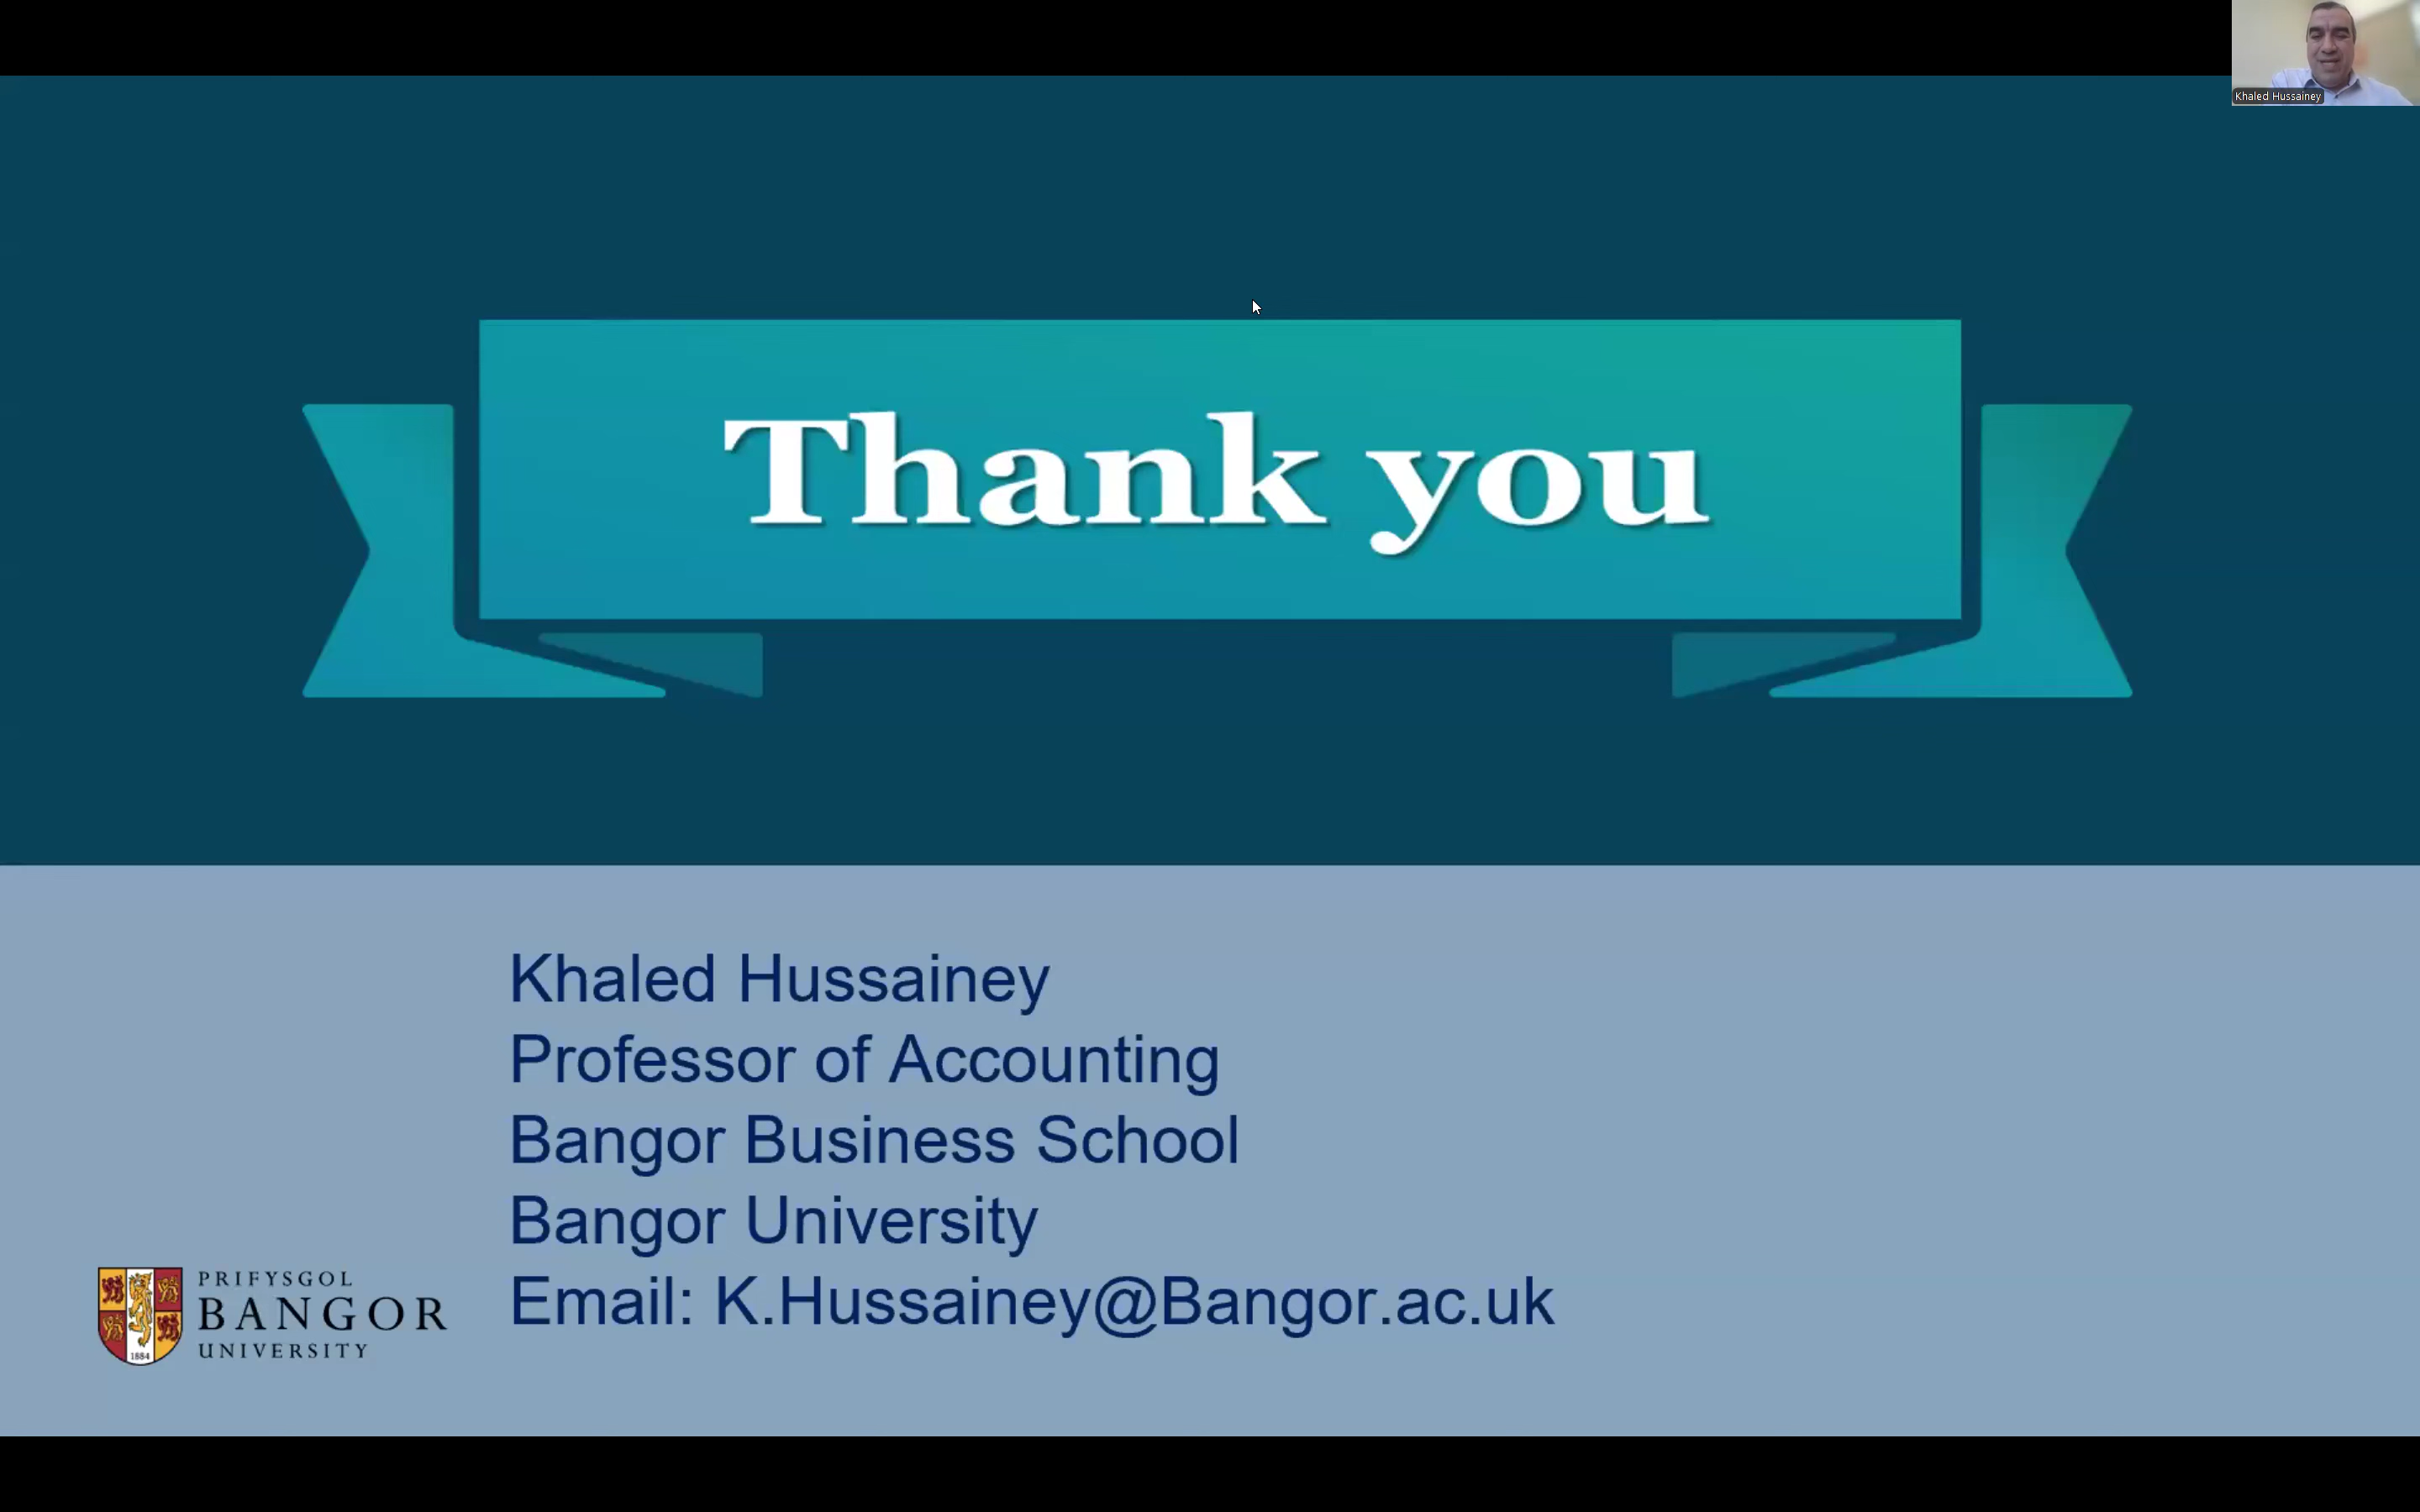 Khaled Hussainey
Thank you
Khaled Hussainey
Professor of Accounting
Bangor Business School
Bangor University
Email: K.Hussainey@Bangor.ac.uk
PRIFYSGOL
BANGOR
UNIVERSITY
1884